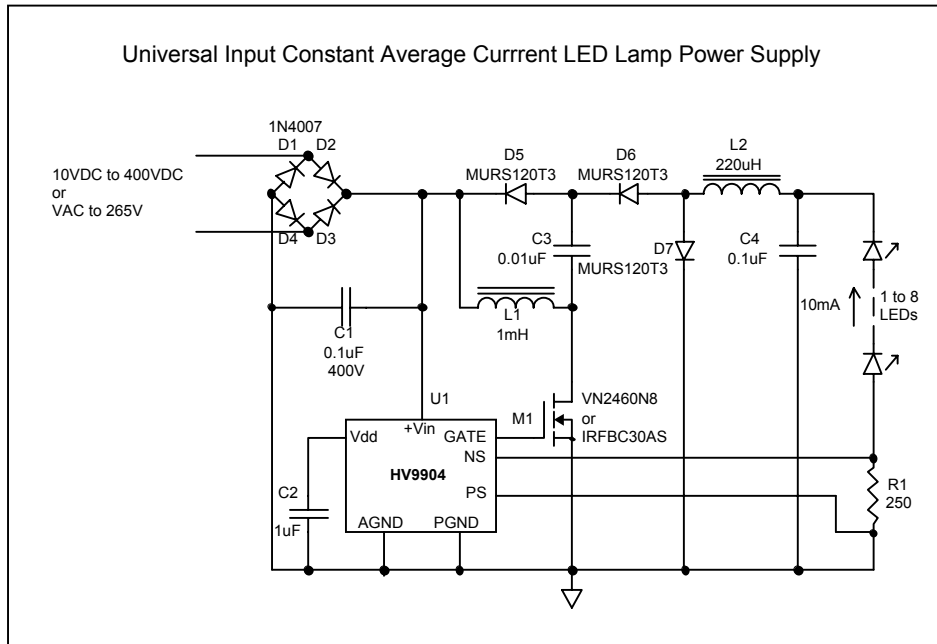 Universal Input Constant Average Currrent LED Lamp Power Supply
1N4007
D1
D2
10VDC to 400VDC
or
VAC to 265V
D4
D3
D5
MURS120T3
D6
MURS120T3
L2
220uH
C3
0.01uF
D7
MURS120T3
C4
0.1uF
10mA
1 to 8
LEDs
L1
1mH
C1
0.1uF
400V
U1
+Vin
Vdd
GATE
NS
PS
HV9904
AGND
PGND
M1
VN2460N8
or
IRFBC30AS
C2
1uF
R1
250